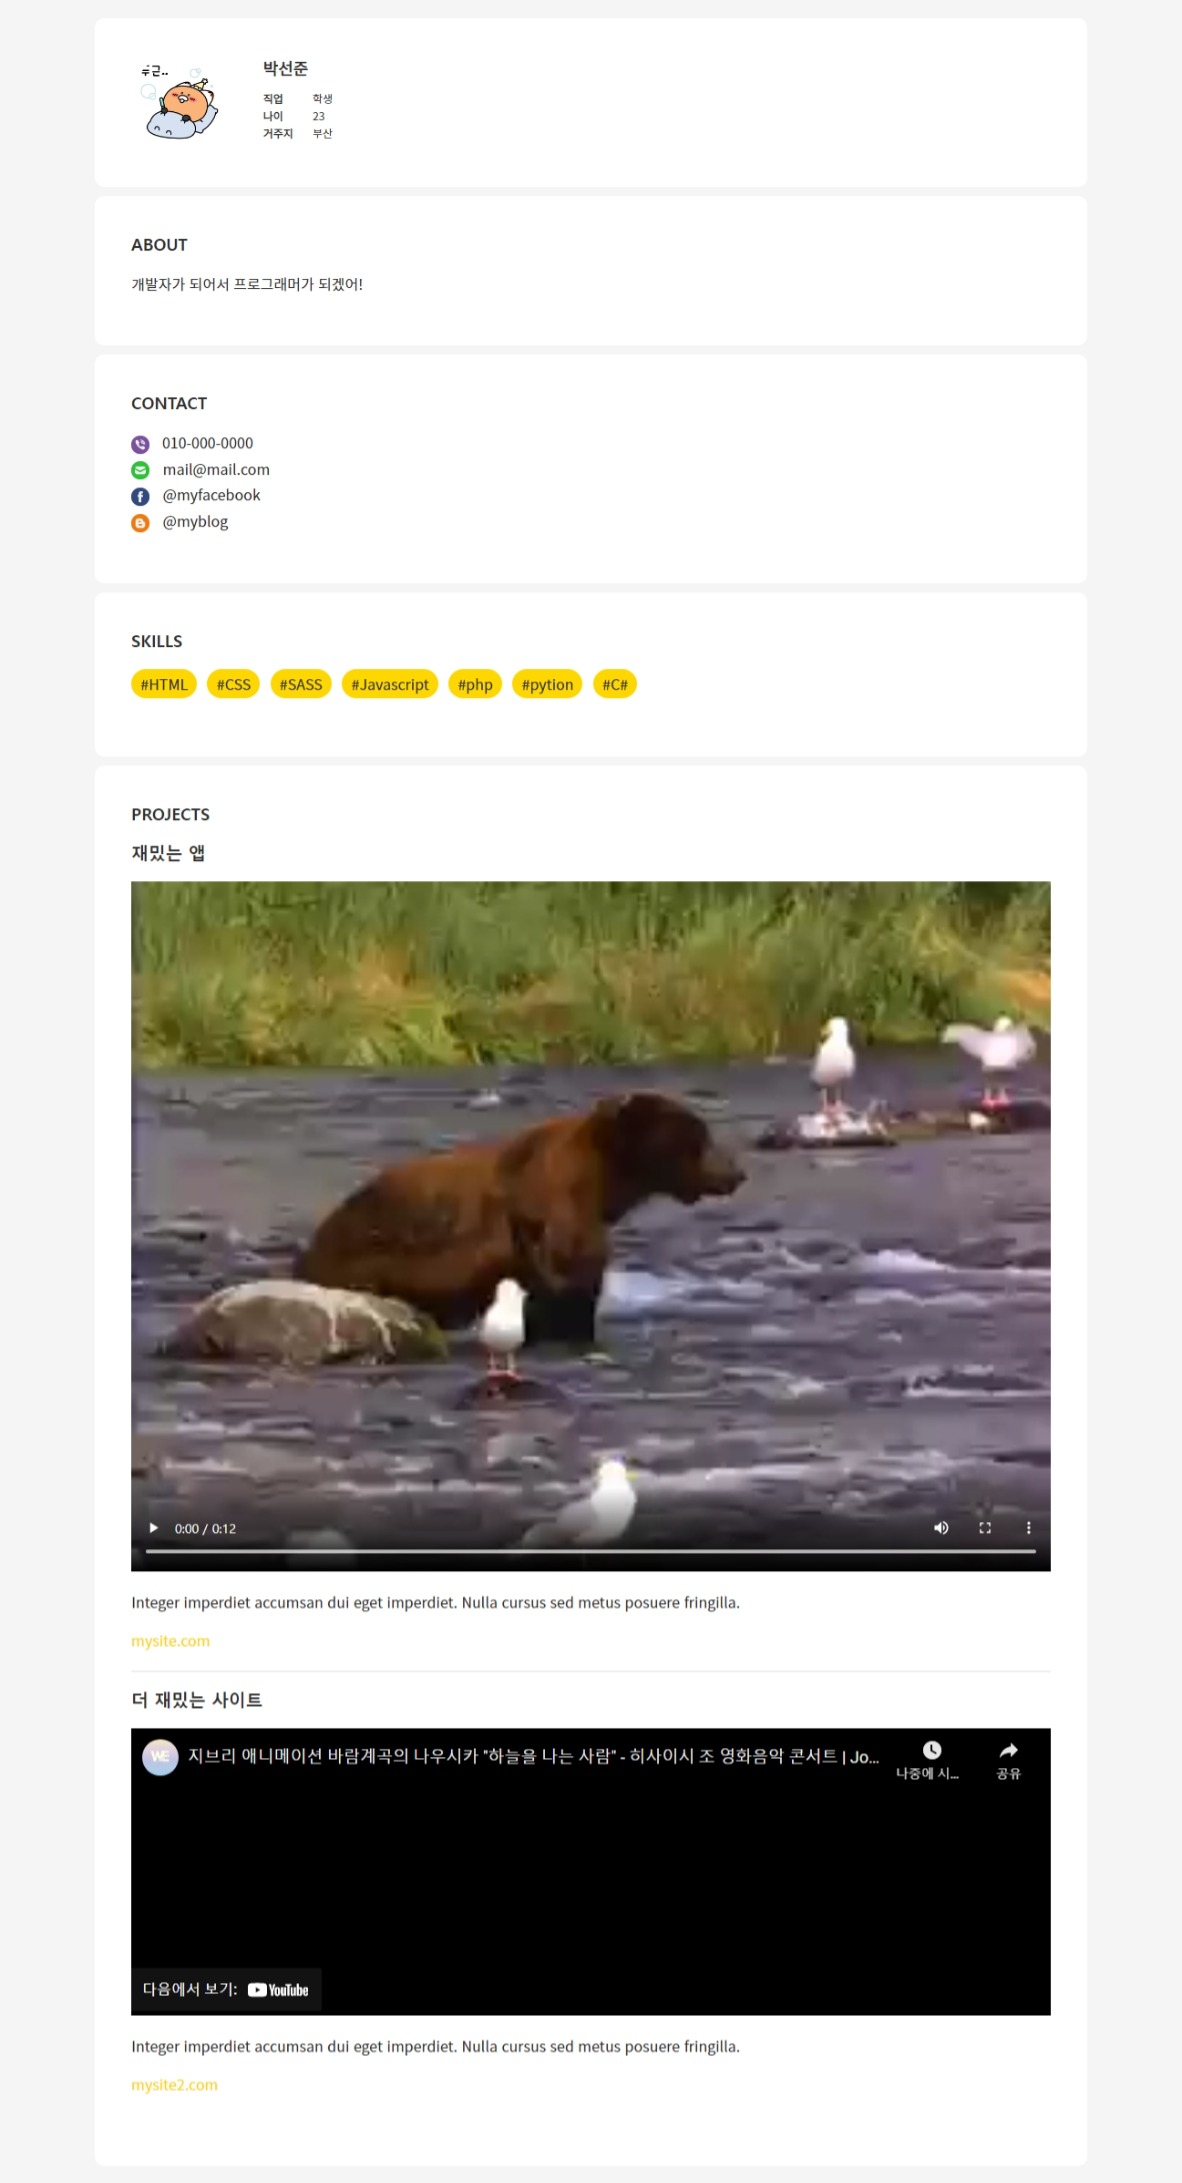 두근..
박선준
직업 학생
나이 23
거주지 부산
ABOUT
개발자가 되어서 프로그래머가 되겠어!
CONTACT
010-000-0000
mail@mail.com
@myfacebook
@myblog
SKILLS
#HTML #CSS #SASS #Javascript #php #pytion #C#
PROJECTS
재밌는 앱
0:00 / 0:12
Integer imperdiet accumsan dui eget imperdiet. Nulla cursus sed metus posuere fringilla.
mysite.com
더 재밌는 사이트
WE 지브리 애니메이션 바람계곡의 나우시카 "하늘을 나는 사람" - 히사이시 조 영화음악 콘서트 | Jo...
나중에 시... 공유
다음에서 보기: YouTube
Integer imperdiet accumsan dui eget imperdiet. Nulla cursus sed metus posuere fringilla.
mysite2.com